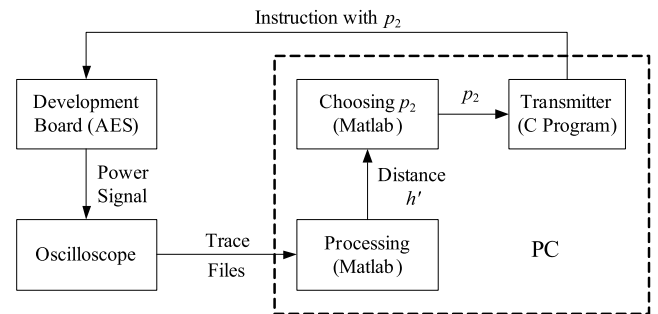 Instruction with p₂
Development
Board (AES)
Choosing p₂
(Matlab)
p₂
Transmitter
(C Program)
Power
Signal
Distance
h′
Oscilloscope
Trace
Files
Processing
(Matlab)
PC